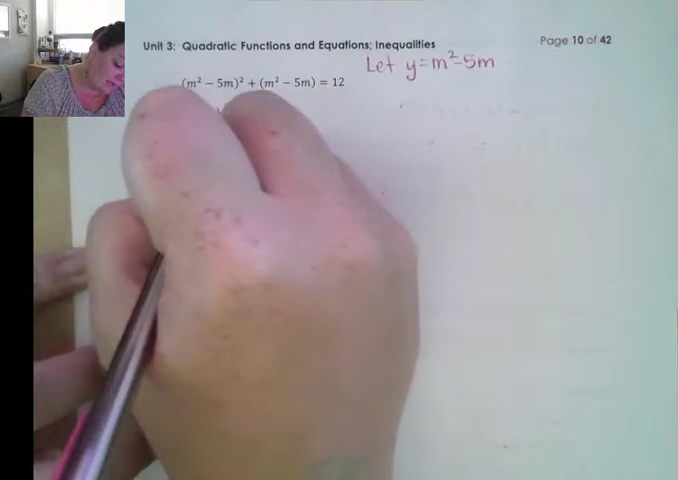 Unit 3: Quadratic Functions and Equations; Inequalities
Page 10 of 42
Let y = m² - 5m
(m² − 5m)² + (m² − 5m) = 12